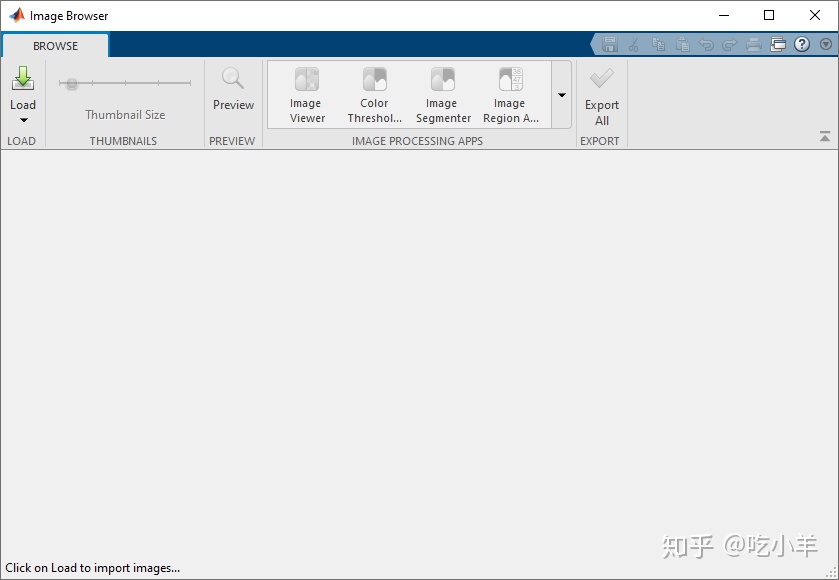 Image Browser
BROWSE
Load
Thumbnail Size
Preview
Image
Viewer
Color
Threshol...
Image
Segmenter
Image
Region A...
Export
All
LOAD
THUMBNAILS
PREVIEW
IMAGE PROCESSING APPS
EXPORT
知乎 @吃小羊
Click on Load to import images...